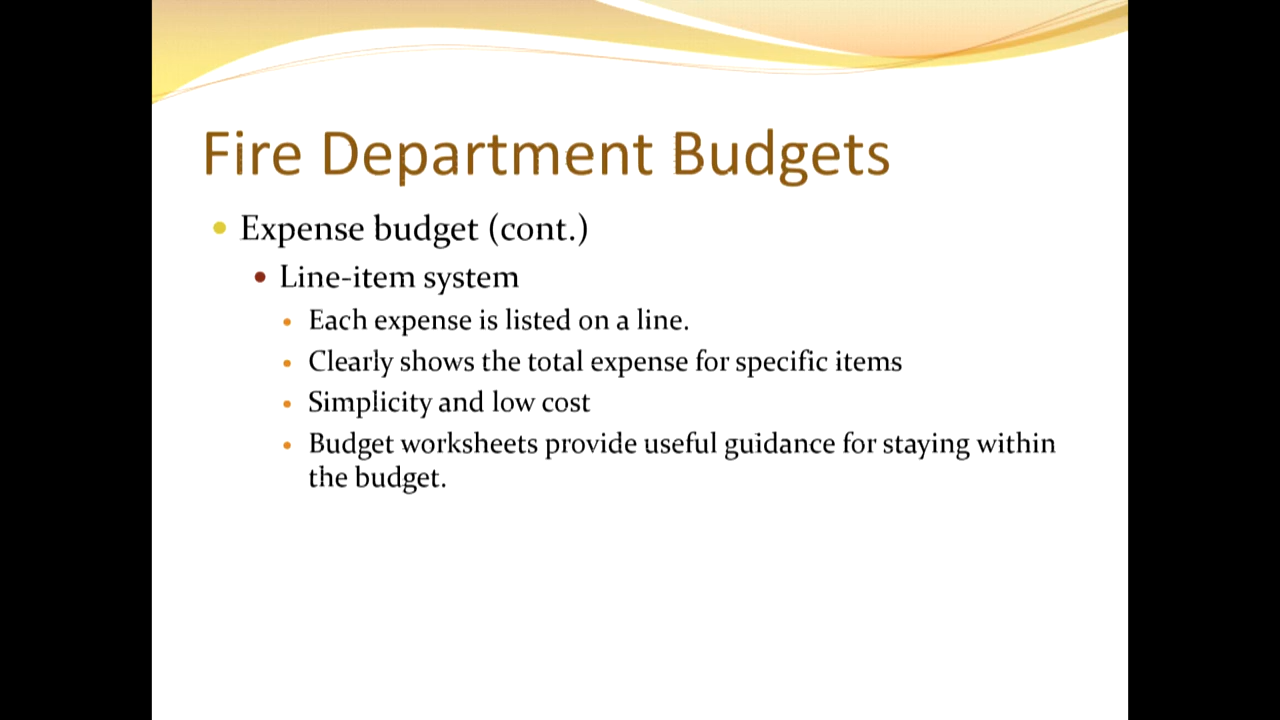 Fire Department Budgets
Expense budget (cont.)
Line-item system
Each expense is listed on a line.
Clearly shows the total expense for specific items
Simplicity and low cost
Budget worksheets provide useful guidance for staying within
the budget.